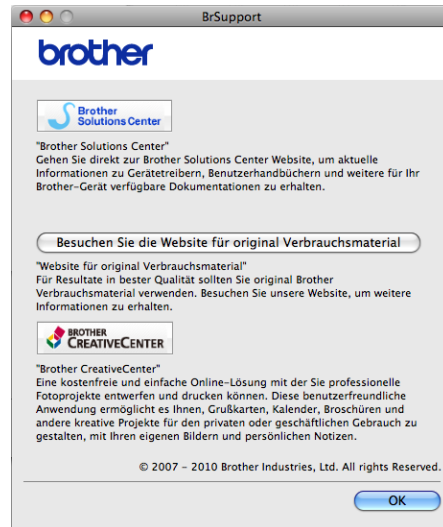 BrSupport
brother
Brother
Solutions Center
"Brother Solutions Center"
Gehen Sie direkt zur Brother Solutions Center Website, um aktuelle
Informationen zu Gerätetreibern, Benutzerhandbüchern und weitere für Ihr
Brother-Gerät verfügbare Dokumentationen zu erhalten.
Besuchen Sie die Website für original Verbrauchsmaterial
"Website für original Verbrauchsmaterial"
Für Resultate in bester Qualität sollten Sie original Brother
Verbrauchsmaterial verwenden. Besuchen Sie unsere Website, um weitere
Informationen zu erhalten.
BROTHER
CREATIVECENTER
"Brother CreativeCenter"
Eine kostenfreie und einfache Online-Lösung mit der Sie professionelle
Fotoprojekte entwerfen und drucken können. Diese benutzerfreundliche
Anwendung ermöglicht es Ihnen, Grußkarten, Kalender, Broschüren und
andere kreative Projekte für den privaten oder geschäftlichen Gebrauch zu
gestalten, mit Ihren eigenen Bildern und persönlichen Notizen.
© 2007 - 2010 Brother Industries, Ltd. All rights Reserved.
OK